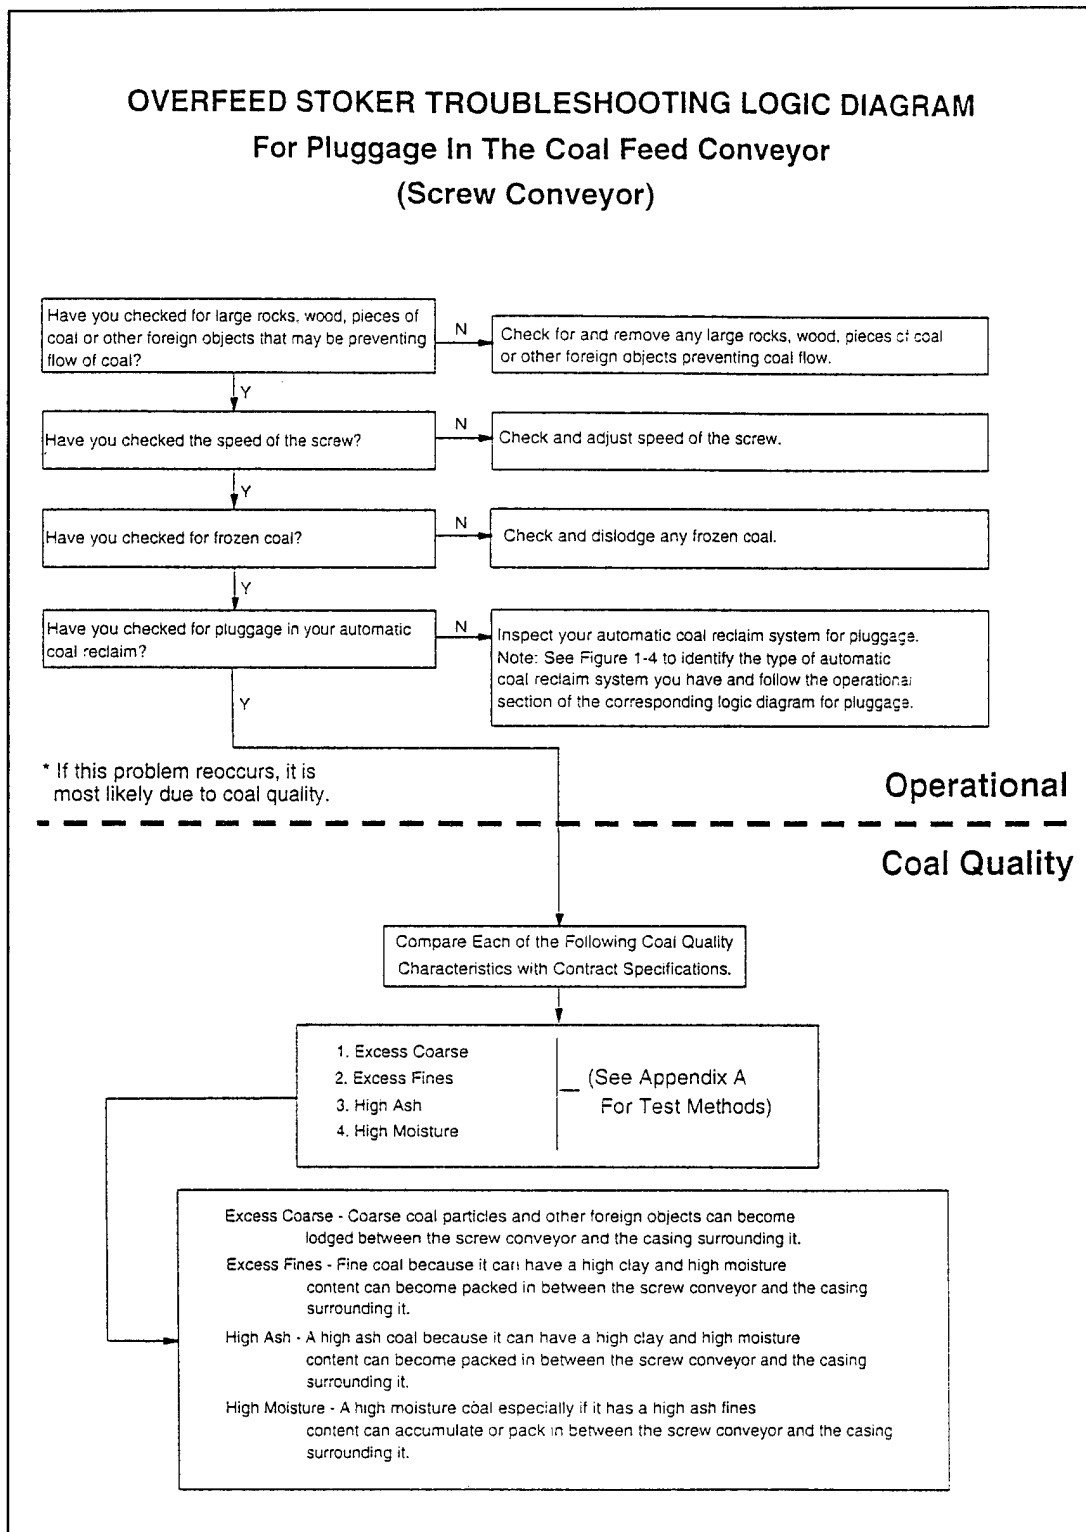 OVERFEED STOKER TROUBLESHOOTING LOGIC DIAGRAM
For Pluggage In The Coal Feed Conveyor
(Screw Conveyor)
Have you checked for large rocks, wood, pieces of
coal or other foreign objects that may be preventing
flow of coal?
N
Check for and remove any large rocks, wood, pieces of coal
or other foreign objects preventing coal flow.
Y
Have you checked the speed of the screw?
N
Check and adjust speed of the screw.
Y
Have you checked for frozen coal?
N
Check and dislodge any frozen coal.
Y
Have you checked for pluggage in your automatic
coal reclaim?
N
Inspect your automatic coal reclaim system for pluggage.
Note: See Figure 1-4 to identify the type of automatic
coal reclaim system you have and follow the operational
section of the corresponding logic diagram for pluggage.
Y
* If this problem reoccurs, it is
most likely due to coal quality.
Operational
Coal Quality
Compare Each of the Following Coal Quality
Characteristics with Contract Specifications.
1. Excess Coarse
2. Excess Fines
3. High Ash
4. High Moisture
(See Appendix A
For Test Methods)
Excess Coarse - Coarse coal particles and other foreign objects can become
lodged between the screw conveyor and the casing surrounding it.
Excess Fines - Fine coal because it can have a high clay and high moisture
content can become packed in between the screw conveyor and the casing
surrounding it.
High Ash - A high ash coal because it can have a high clay and high moisture
content can become packed in between the screw conveyor and the casing
surrounding it.
High Moisture - A high moisture coal especially if it has a high ash fines
content can accumulate or pack in between the screw conveyor and the casing
surrounding it.